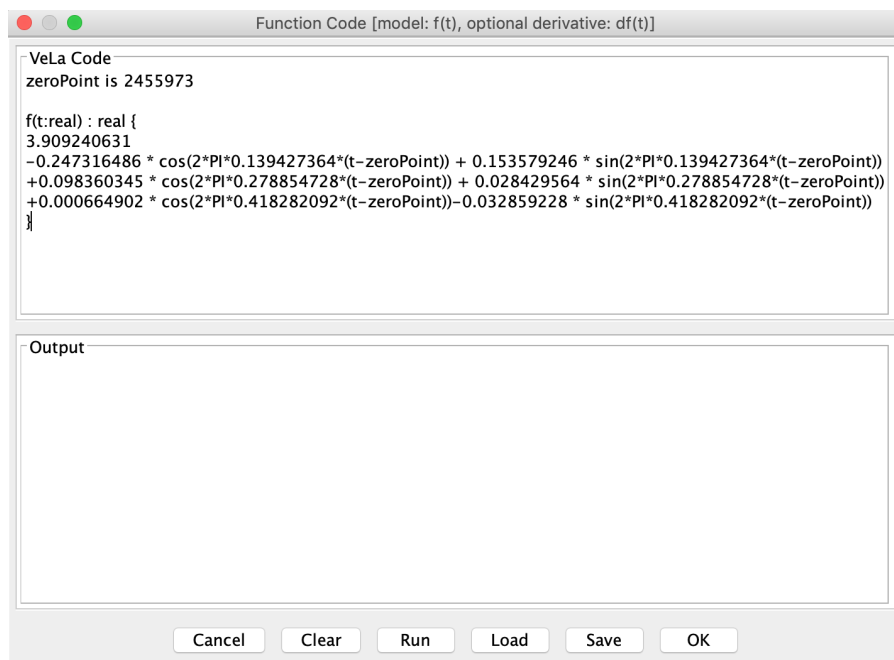 Function Code [model: f(t), optional derivative: df(t)]
VeLa Code
zeroPoint is 2455973
f(t:real) : real {
3.909240631
-0.247316486 * cos(2*PI*0.139427364*(t-zeroPoint)) + 0.153579246 * sin(2*PI*0.139427364*(t-zeroPoint))
+0.098360345 * cos(2*PI*0.278854728*(t-zeroPoint)) + 0.028429564 * sin(2*PI*0.278854728*(t-zeroPoint))
+0.000664902 * cos(2*PI*0.418282092*(t-zeroPoint))-0.032859228 * sin(2*PI*0.418282092*(t-zeroPoint))
}
Output
Cancel Clear Run Load Save OK